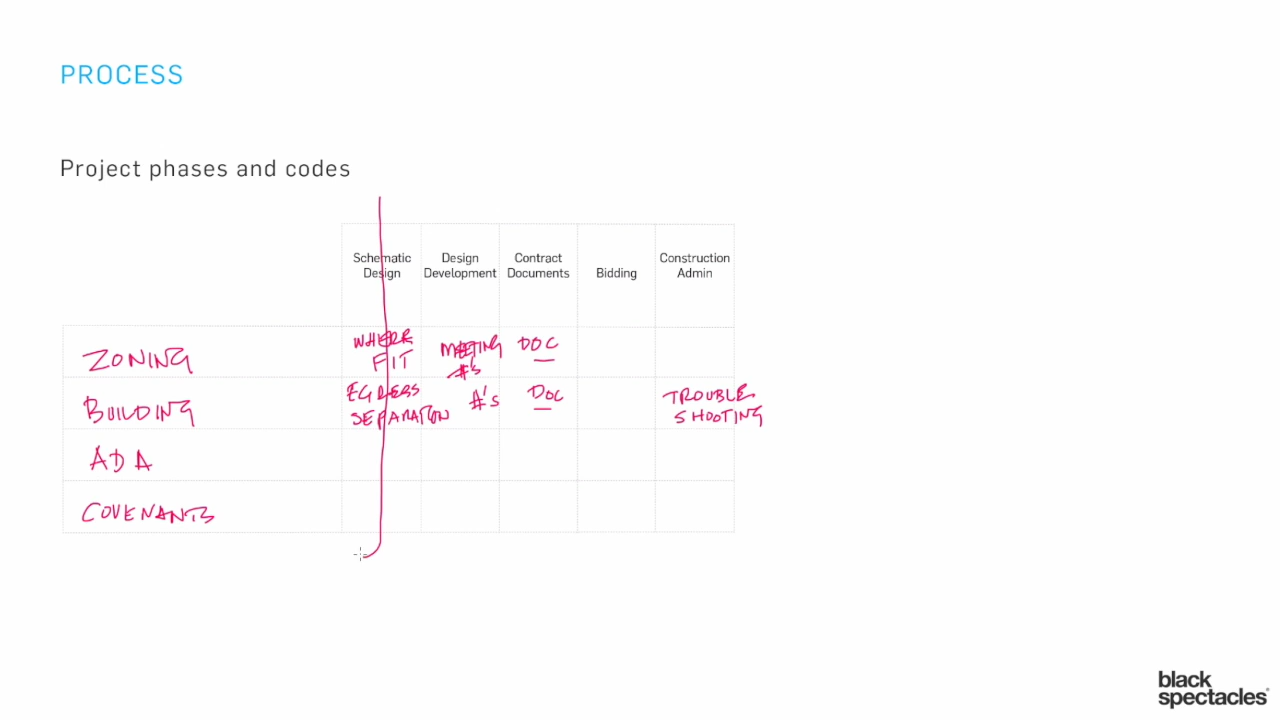 PROCESS
Project phases and codes
Schematic Design
Design Development
Contract Documents
Bidding
Construction Admin
ZONING
WHERE FIT
MEETING #'s
DOC
BUILDING
EGRESS SEPARATION
#'s
DOC
TROUBLE SHOOTING
ADA
COVENANTS
black
spectacles